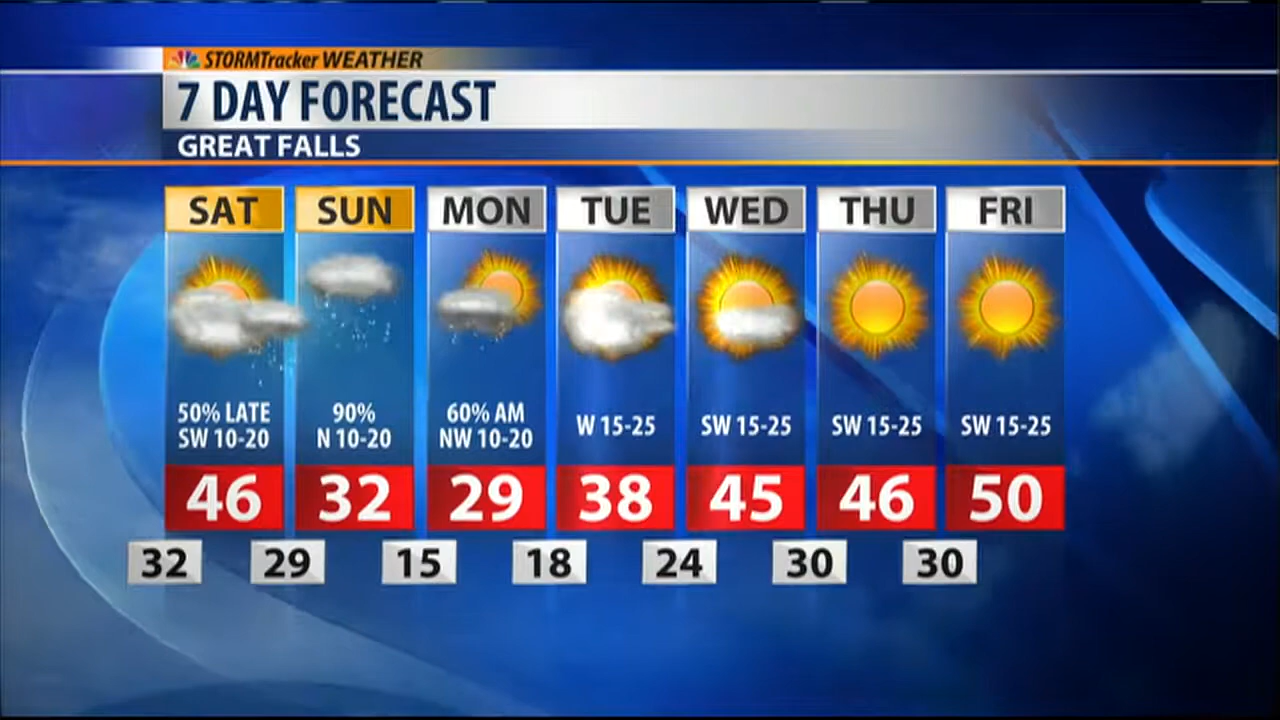 STORMTracker WEATHER
7 DAY FORECAST
GREAT FALLS
SAT SUN MON TUE WED THU FRI
50% LATE 90% 60% AM
SW 10-20 N 10-20 NW 10-20 W 15-25 SW 15-25 SW 15-25 SW 15-25
46 32 29 38 45 46 50
32 29 15 18 24 30 30